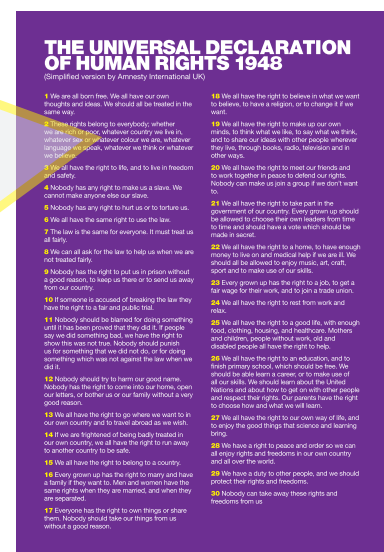 THE UNIVERSAL DECLARATION
OF HUMAN RIGHTS 1948
(Simplified version by Amnesty International UK)
1 We are all born free. We all have our own
thoughts and ideas. We should all be treated in the
same way.
2 These rights belong to everybody; whether
we are rich or poor, whatever country we live in,
whatever sex or whatever colour we are, whatever
language we speak, whatever we think or whatever
we believe.
3 We all have the right to life, and to live in freedom
and safety.
4 Nobody has any right to make us a slave. We
cannot make anyone else our slave.
5 Nobody has any right to hurt us or to torture us.
6 We all have the same right to use the law.
7 The law is the same for everyone. It must treat us
all fairly.
8 We can all ask for the law to help us when we are
not treated fairly.
9 Nobody has the right to put us in prison without
a good reason, to keep us there or to send us away
from our country.
10 If someone is accused of breaking the law they
have the right to a fair and public trial.
11 Nobody should be blamed for doing something
until it has been proved that they did it. If people
say we did something bad, we have the right to
show this was not true. Nobody should punish
us for something that we did not do, or for doing
something which was not against the law when we
did it.
12 Nobody should try to harm our good name.
Nobody has the right to come into our home, open
our letters, or bother us or our family without a very
good reason.
13 We all have the right to go where we want to in
our own country and to travel abroad as we wish.
14 If we are frightened of being badly treated in
our own country, we all have the right to run away
to another country to be safe.
15 We all have the right to belong to a country.
16 Every grown up has the right to marry and have
a family if they want to. Men and women have the
same rights when they are married, and when they
are separated.
17 Everyone has the right to own things or share
them. Nobody should take our things from us
without a good reason.
18 We all have the right to believe in what we want
to believe, to have a religion, or to change it if we
want.
19 We all have the right to make up our own
minds, to think what we like, to say what we think,
and to share our ideas with other people wherever
they live, through books, radio, television and in
other ways.
20 We all have the right to meet our friends and
to work together in peace to defend our rights.
Nobody can make us join a group if we don't want
to.
21 We all have the right to take part in the
government of our country. Every grown up should
be allowed to choose their own leaders from time
to time and should have a vote which should be
made in secret.
22 We all have the right to a home, to have enough
money to live on and medical help if we are ill. We
should all be allowed to enjoy music, art, craft,
sport and to make use of our skills.
23 Every grown up has the right to a job, to get a
fair wage for their work, and to join a trade union.
24 We all have the right to rest from work and
relax.
25 We all have the right to a good life, with enough
food, clothing, housing, and healthcare. Mothers
and children, people without work, old and
disabled people all have the right to help.
26 We all have the right to an education, and to
finish primary school, which should be free. We
should be able learn a career, or to make use of
all our skills. We should learn about the United
Nations and about how to get on with other people
and respect their rights. Our parents have the right
to choose how and what we will learn.
27 We all have the right to our own way of life, and
to enjoy the good things that science and learning
bring.
28 We have a right to peace and order so we can
all enjoy rights and freedoms in our own country
and all over the world.
29 We have a duty to other people, and we should
protect their rights and freedoms.
30 Nobody can take away these rights and
freedoms from us